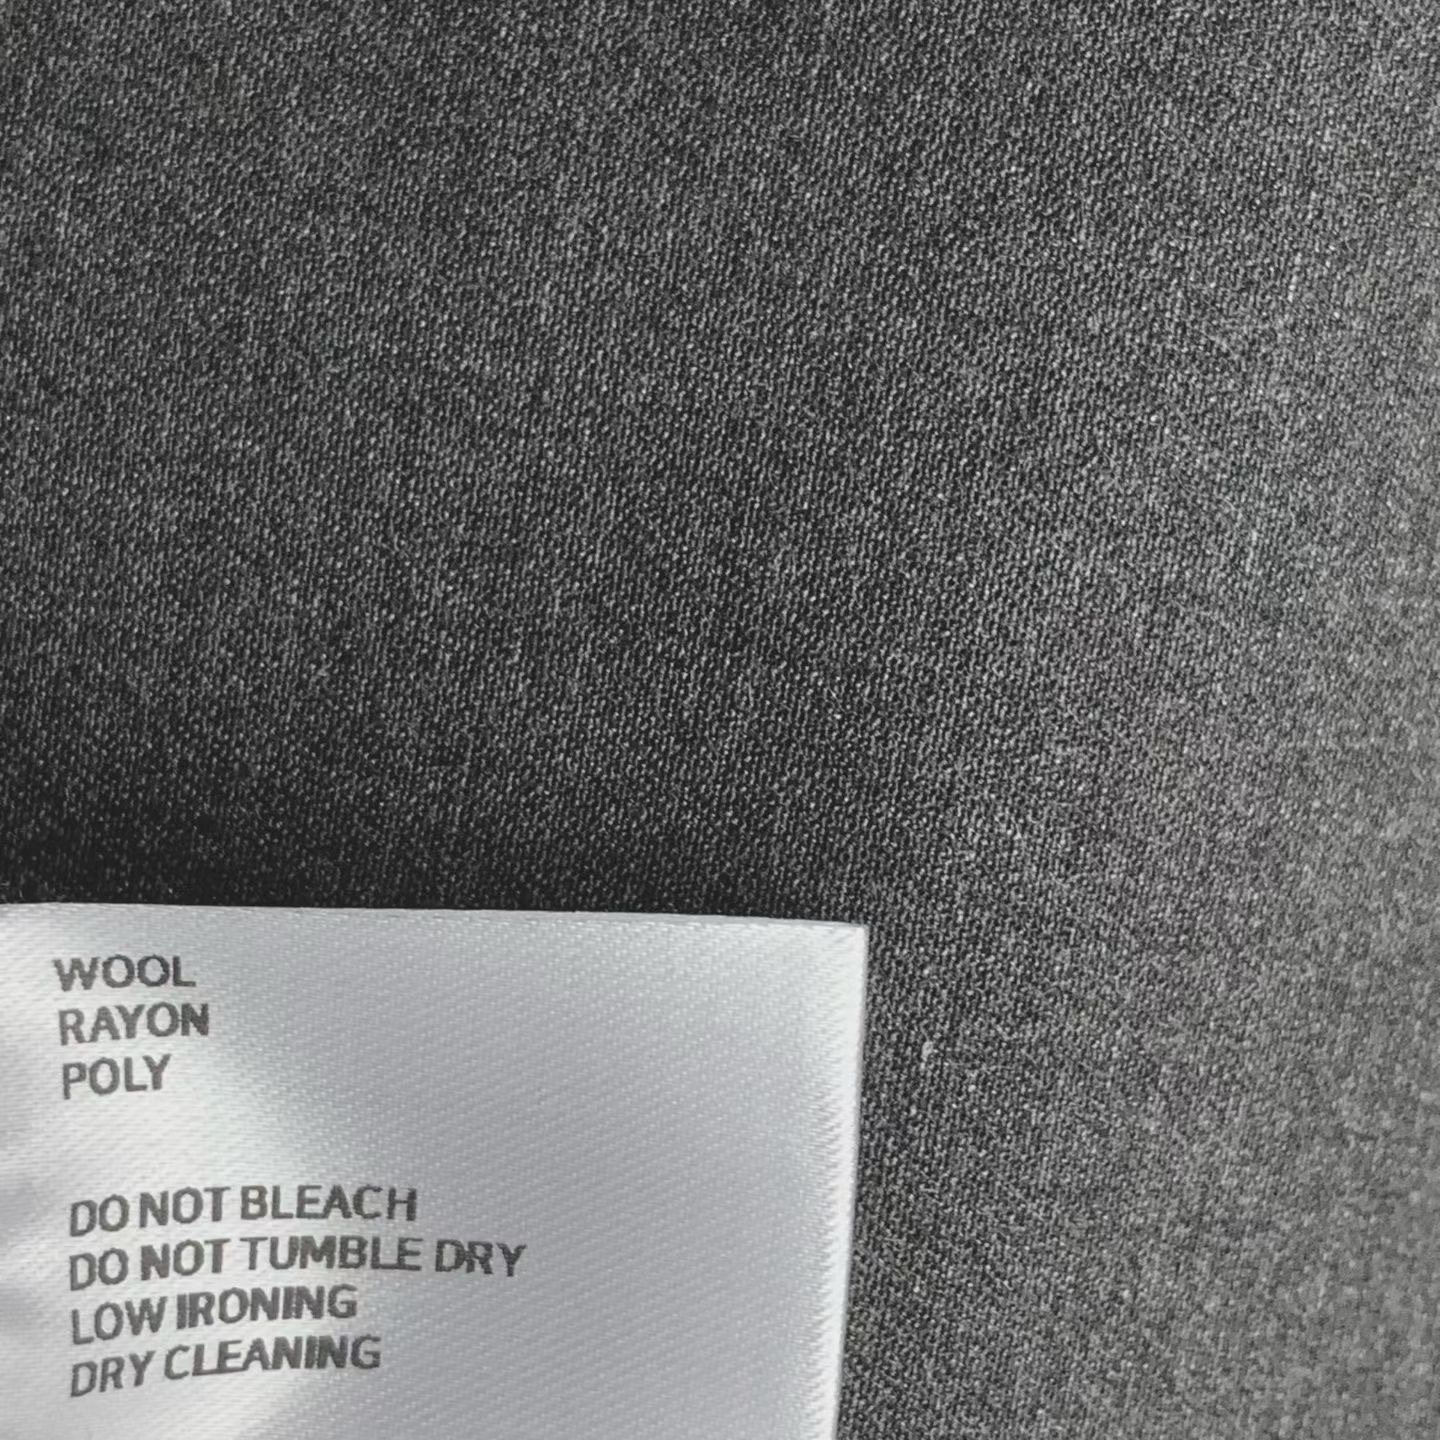 WOOL
RAYON
POLY
DO NOT BLEACH
DO NOT TUMBLE DRY
LOW IRONING
DRY CLEANING